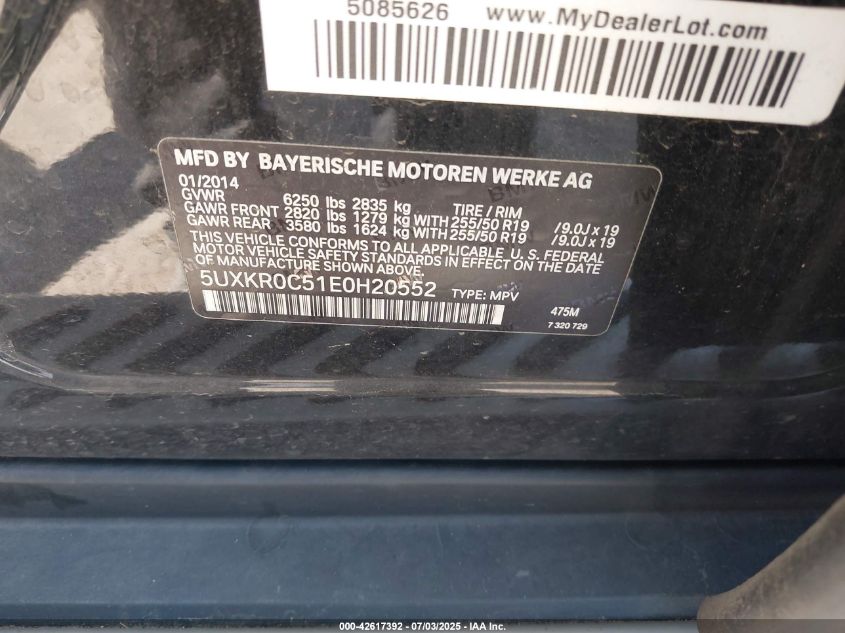 5085626 www.MyDealerLot.com
MFD BY BAYERISCHE MOTOREN WERKE AG
01/2014
GVWR 6250 lbs 2835 kg TIRE / RIM
GAWR FRONT 2820 lbs 1279 kg WITH 255/50 R19 /9.0J x 19
GAWR REAR 3580 lbs 1624 kg WITH 255/50 R19 /9.0J x 19
THIS VEHICLE CONFORMS TO ALL APPLICABLE U.S. FEDERAL
MOTOR VEHICLE SAFETY STANDARDS IN EFFECT ON THE DATE
OF MANUFACTURE SHOWN ABOVE.
5UXKR0C51E0H20552 TYPE: MPV
475M
7 320 729
000-42617392 - 07/03/2025 - IAA Inc.